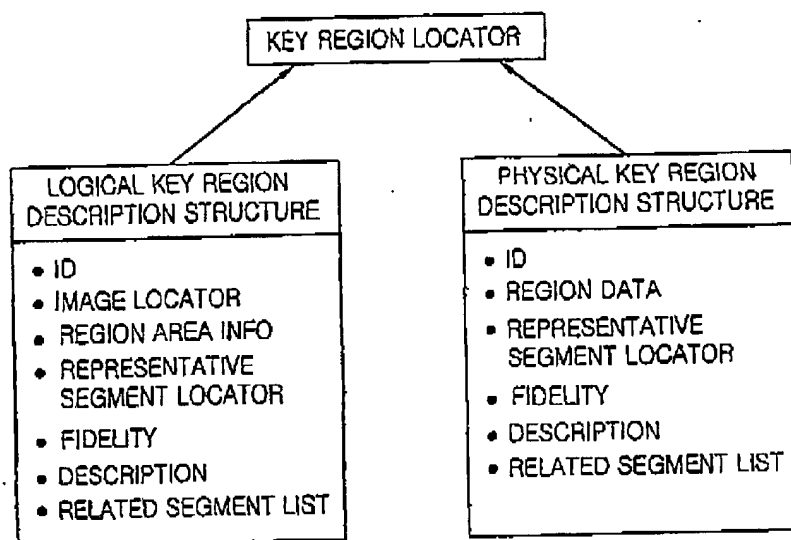 KEY REGION LOCATOR
LOGICAL KEY REGION
DESCRIPTION STRUCTURE
• ID
• IMAGE LOCATOR
• REGION AREA INFO
• REPRESENTATIVE
SEGMENT LOCATOR
• FIDELITY
• DESCRIPTION
• RELATED SEGMENT LIST
PHYSICAL KEY REGION
DESCRIPTION STRUCTURE
• ID
• REGION DATA
• REPRESENTATIVE
SEGMENT LOCATOR
• FIDELITY
• DESCRIPTION
• RELATED SEGMENT LIST